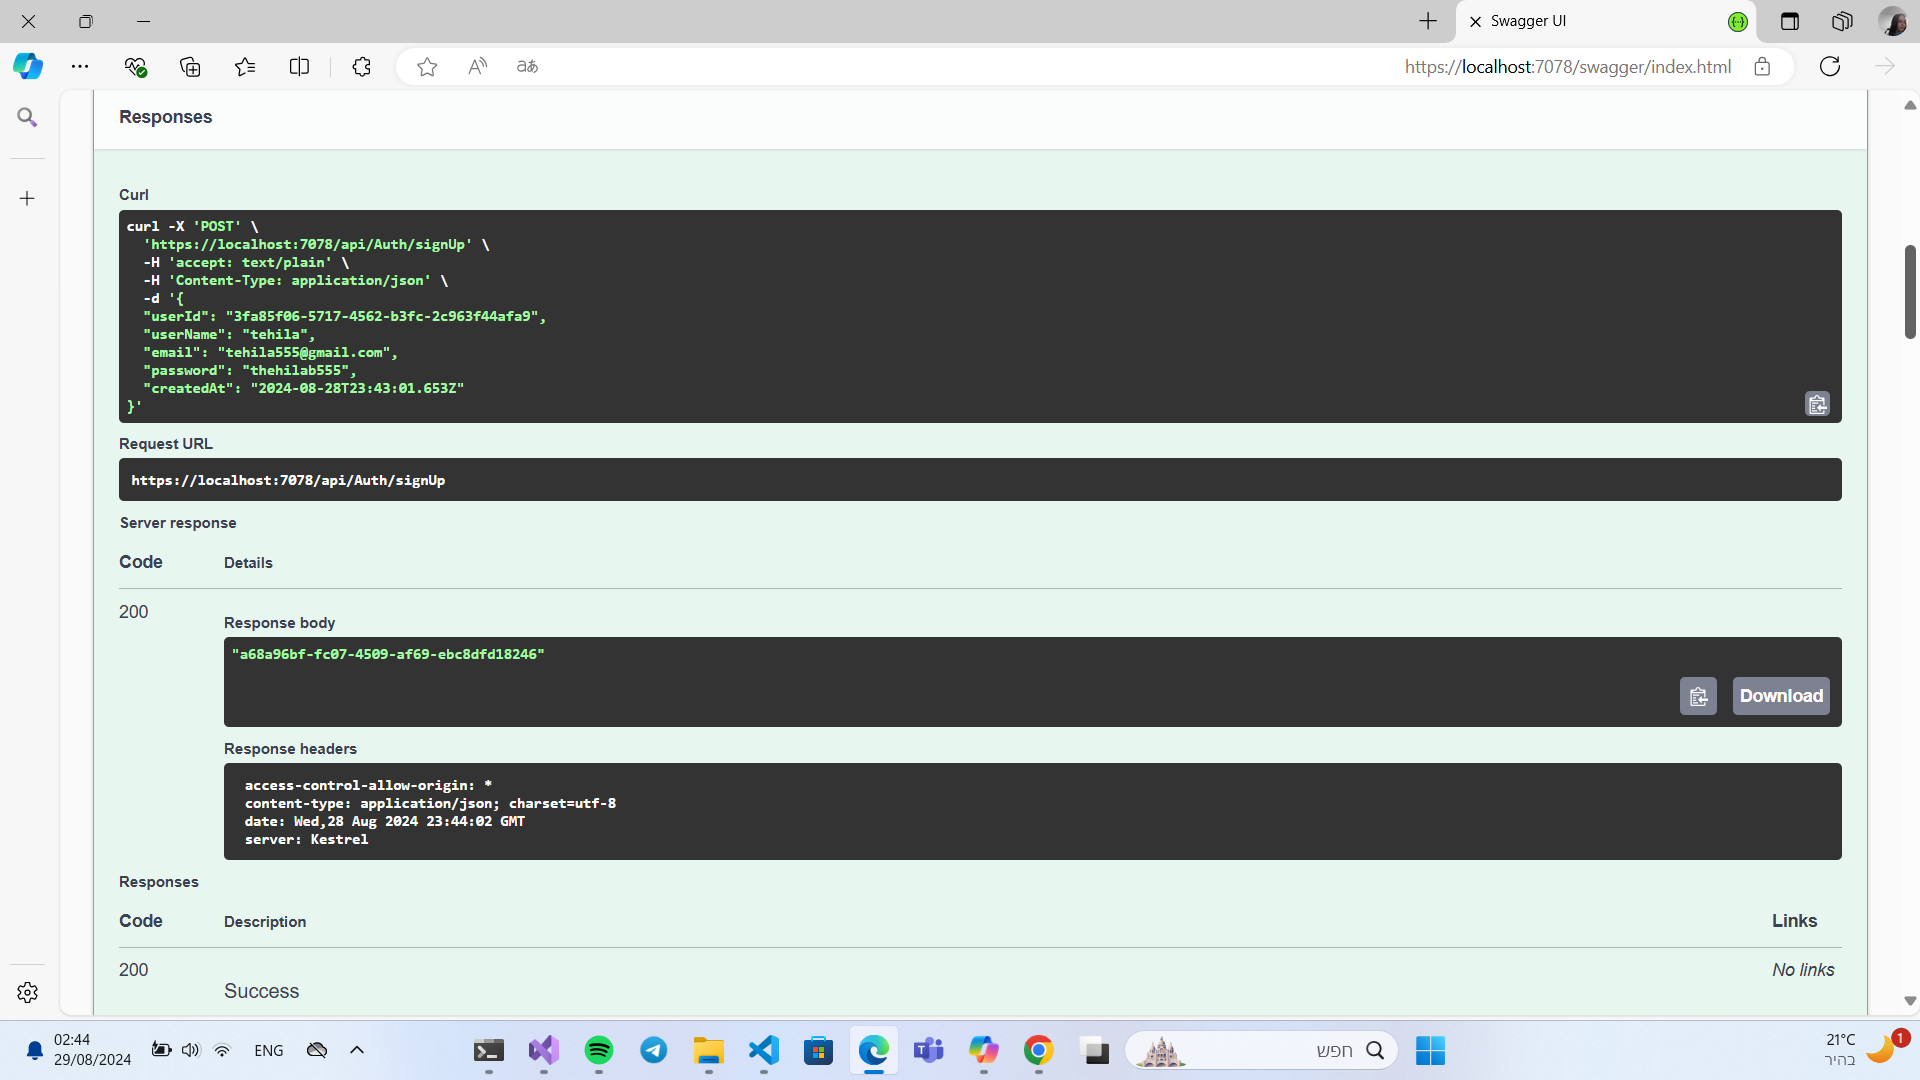 Swagger UI
https://localhost:7078/swagger/index.html
Responses
Curl
curl -X 'POST' \
'https://localhost:7078/api/Auth/signUp' \
-H 'accept: text/plain' \
-H 'Content-Type: application/json' \
-d '{
"userId": "3fa85f06-5717-4562-b3fc-2c963f44afa9",
"userName": "tehila",
"email": "tehila555@gmail.com",
"password": "thehilab555",
"createdAt": "2024-08-28T23:43:01.653Z"
}'
Request URL
https://localhost:7078/api/Auth/signUp
Server response
Code Details
200
Response body
"a68a96bf-fc07-4509-af69-ebc8dfd18246"
Download
Response headers
access-control-allow-origin: *
content-type: application/json; charset=utf-8
date: Wed,28 Aug 2024 23:44:02 GMT
server: Kestrel
Responses
Code Description Links
200 No links
Success
02:44
29/08/2024
ENG
חפש
21°C
בהיר
1